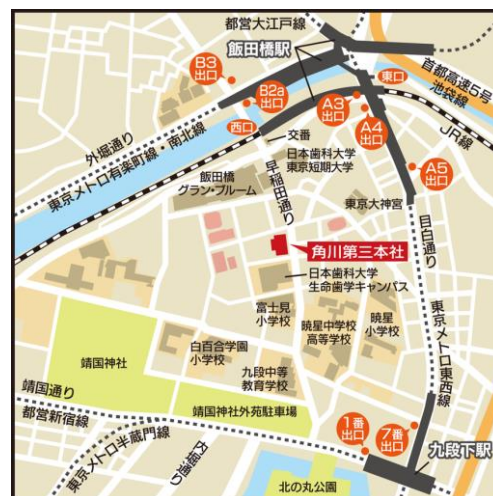 都営大江戸線
飯田橋駅
首都高速5号
池袋線
B3
出口
B2a
出口
東口
A3
出口
A4
出口
西口
外堀通り
東京メトロ有楽町線・南北線
交番
日本歯科大学
東京短期大学
JR線
飯田橋
グラン・ブルーム
早稲田通り
A5
出口
東京大神宮
目白通り
角川第三本社
日本歯科大学
生命歯学キャンパス
富士見
小学校
暁星中学校
高等学校
暁星
小学校
東京メトロ東西線
白百合学園
小学校
靖国神社
九段中等
教育学校
靖国通り
靖国神社外苑駐車場
都営新宿線
1番
出口
7番
出口
東京メトロ半蔵門線
内堀通り
九段下駅
北の丸公園